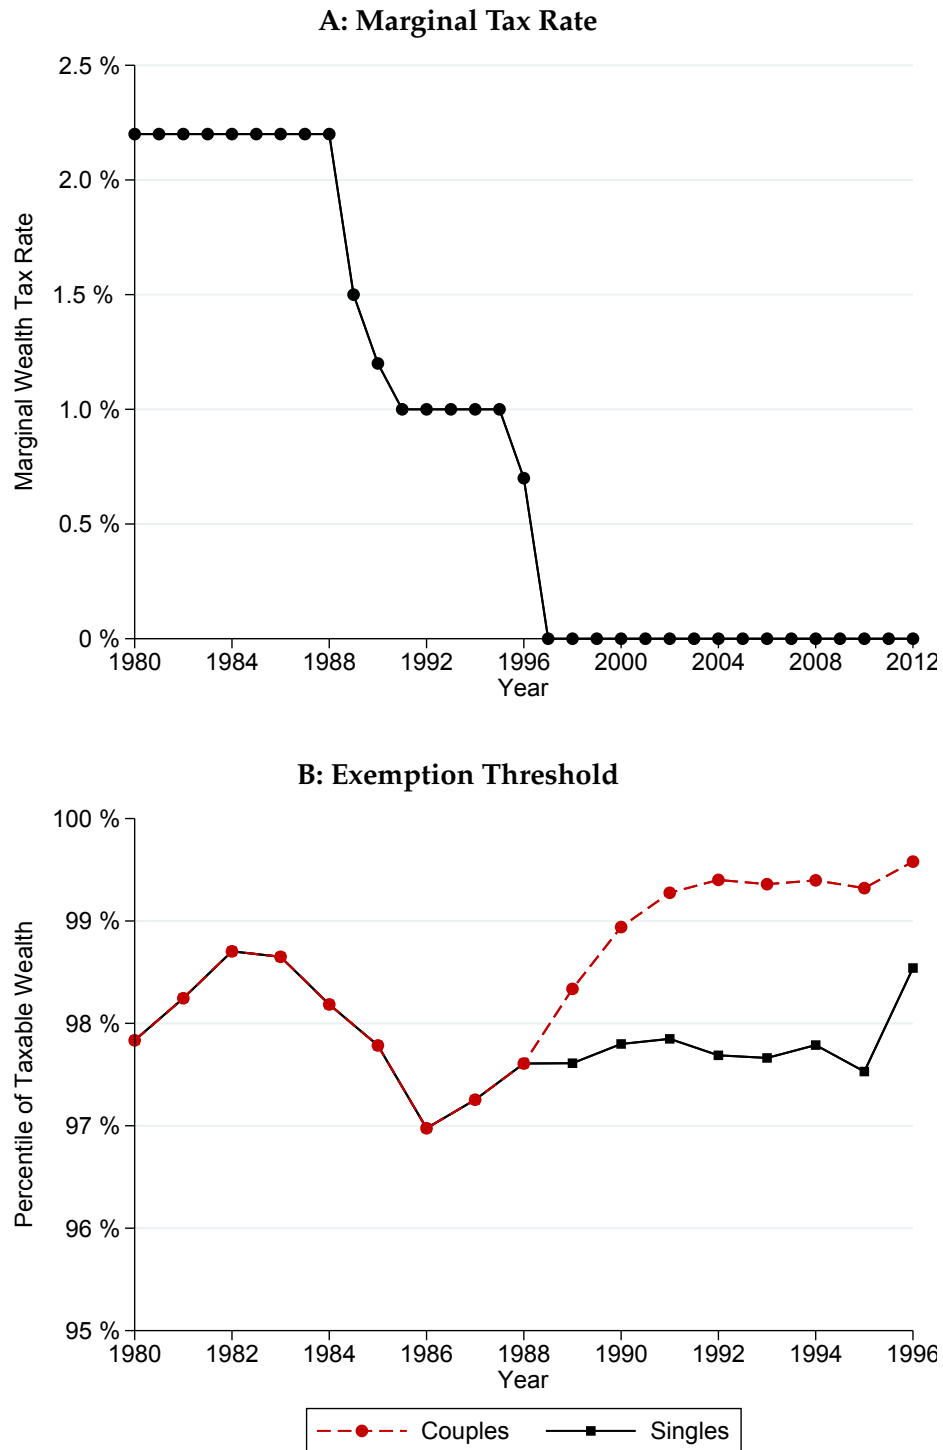 A: Marginal Tax Rate
2.5 %
2.0 %
1.5 %
1.0 %
0.5 %
0 %
Marginal Wealth Tax Rate
1980 1984 1988 1992 1996 2000 2004 2008 2012
Year
B: Exemption Threshold
100 %
99 %
98 %
97 %
96 %
95 %
Percentile of Taxable Wealth
1980 1982 1984 1986 1988 1990 1992 1994 1996
Year
Couples Singles